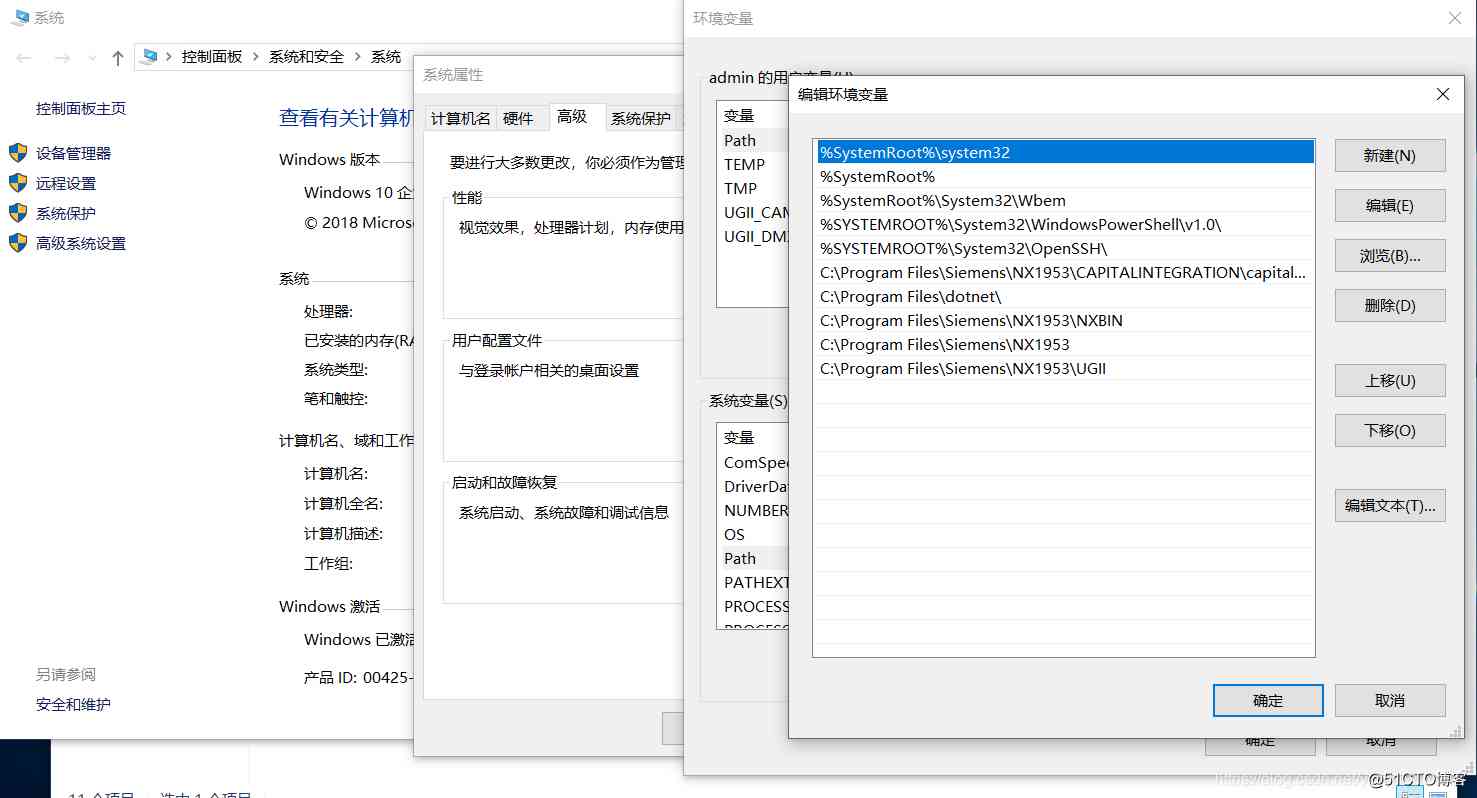 系统
控制面板 > 系统和安全 > 系统
控制面板主页
设备管理器
远程设置
系统保护
高级系统设置
另请参阅
安全和维护
查看有关计算机
Windows 版本
Windows 10 企
© 2018 Micros
系统
处理器:
已安装的内存(RA
系统类型:
笔和触控:
计算机名、域和工作
计算机名:
计算机全名:
计算机描述:
工作组:
Windows 激活
Windows 已激活
产品 ID: 00425-
系统属性
计算机名 硬件 高级 系统保护
要进行大多数更改，你必须作为管理
性能
视觉效果，处理器计划，内存使用
用户配置文件
与登录帐户相关的桌面设置
启动和故障恢复
系统启动、系统故障和调试信息
环境变量
admin 的用户变量(U)
变量
Path
TEMP
TMP
UGII_CAM
UGII_DM
系统变量(S)
变量
ComSpec
DriverDat
NUMBER
OS
Path
PATHEXT
PROCESS
PROCESS
确定 取消
编辑环境变量
%SystemRoot%\system32
%SystemRoot%
%SystemRoot%\System32\Wbem
%SYSTEMROOT%\System32\WindowsPowerShell\v1.0\
%SYSTEMROOT%\System32\OpenSSH\
C:\Program Files\Siemens\NX1953\CAPITALINTEGRATION\capital...
C:\Program Files\dotnet\
C:\Program Files\Siemens\NX1953\NXBIN
C:\Program Files\Siemens\NX1953
C:\Program Files\Siemens\NX1953\UGII
新建(N)
编辑(E)
浏览(B)...
删除(D)
上移(U)
下移(O)
编辑文本(T)...
确定 取消
11 个项目 选中 1 个项目
@51CTO博客